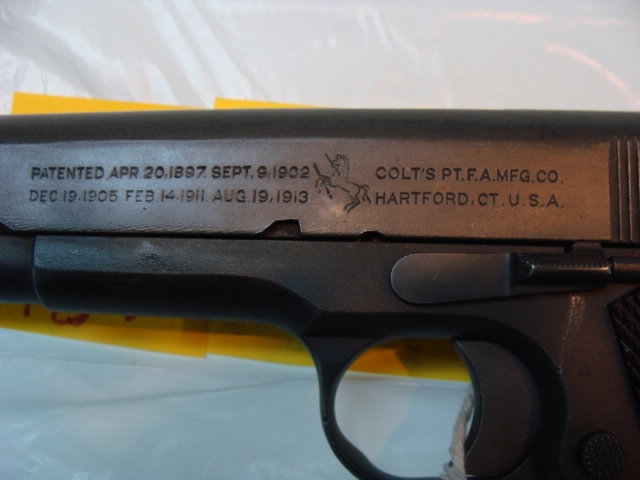 PATENTED APR. 20,1897. SEPT. 9,1902 COLT'S PT.F.A.MFG.CO.
DEC.19.1905 FEB.14.1911. AUG.19,1913 HARTFORD,CT.U.S.A.